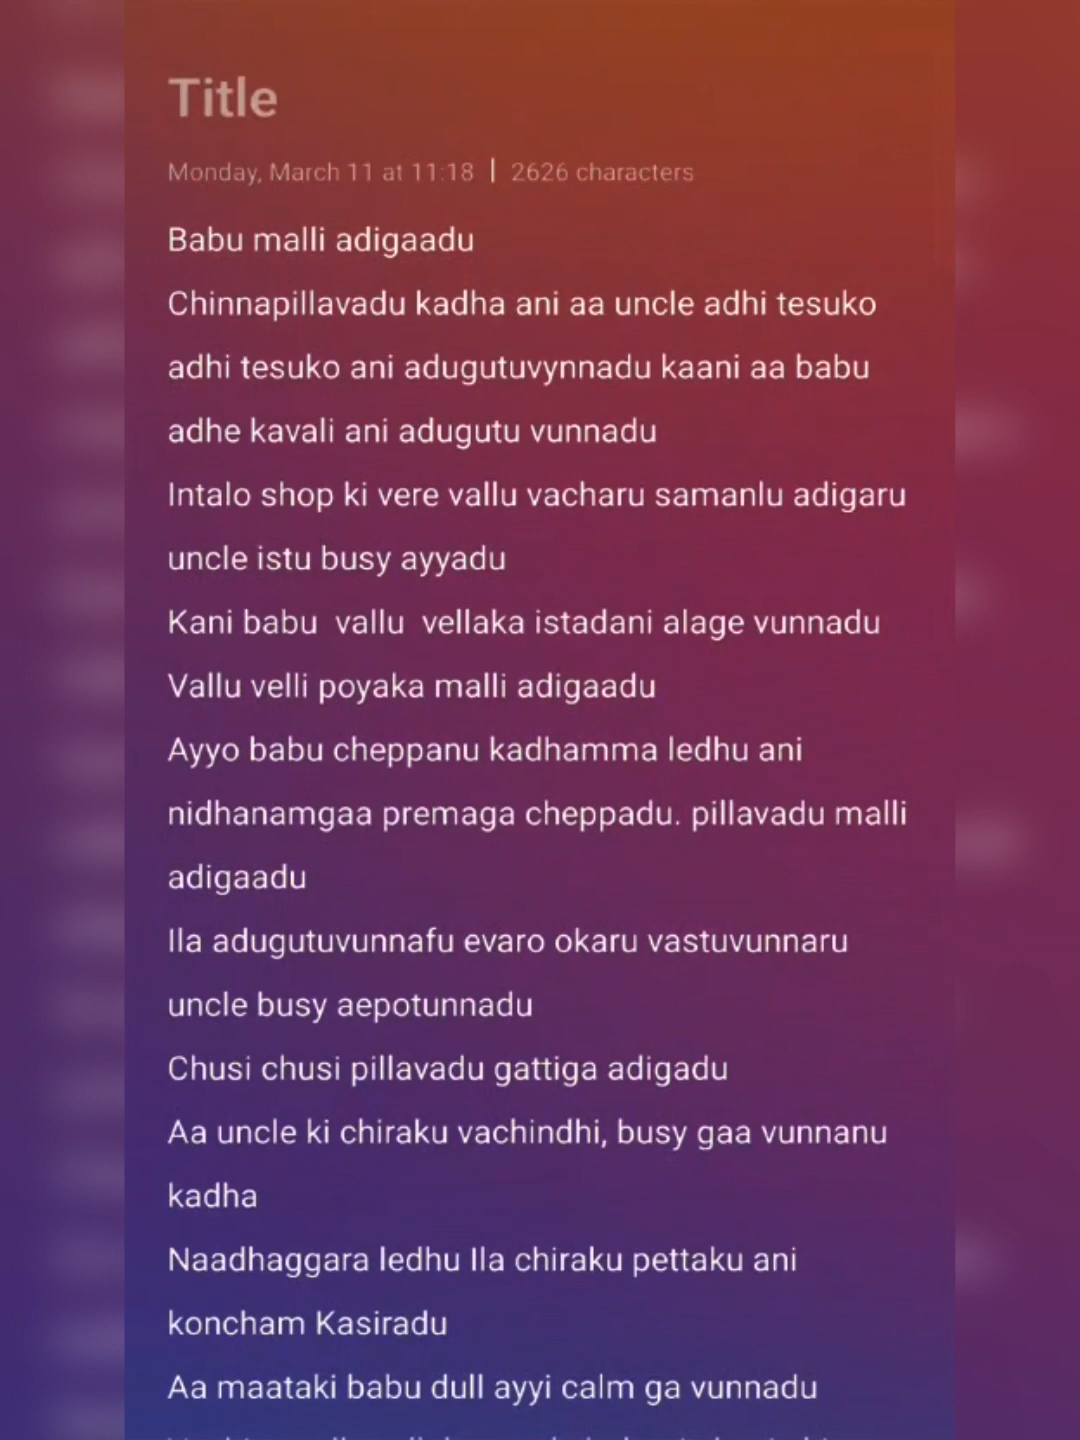 Title
Monday, March 11 at 11:18 | 2626 characters
Babu malli adigaadu
Chinnapillavadu kadha ani aa uncle adhi tesuko
adhi tesuko ani adugutuvynnadu kaani aa babu
adhe kavali ani adugutu vunnadu
Intalo shop ki vere vallu vacharu samanlu adigaru
uncle istu busy ayyadu
Kani babu  vallu  vellaka istadani alage vunnadu
Vallu velli poyaka malli adigaadu
Ayyo babu cheppanu kadhamma ledhu ani
nidhanamgaa premaga cheppadu. pillavadu malli
adigaadu
Ila adugutuvunnafu evaro okaru vastuvunnaru
uncle busy aepotunnadu
Chusi chusi pillavadu gattiga adigadu
Aa uncle ki chiraku vachindhi, busy gaa vunnanu
kadha
Naadhaggara ledhu Ila chiraku pettaku ani
koncham Kasiradu
Aa maataki babu dull ayyi calm ga vunnadu